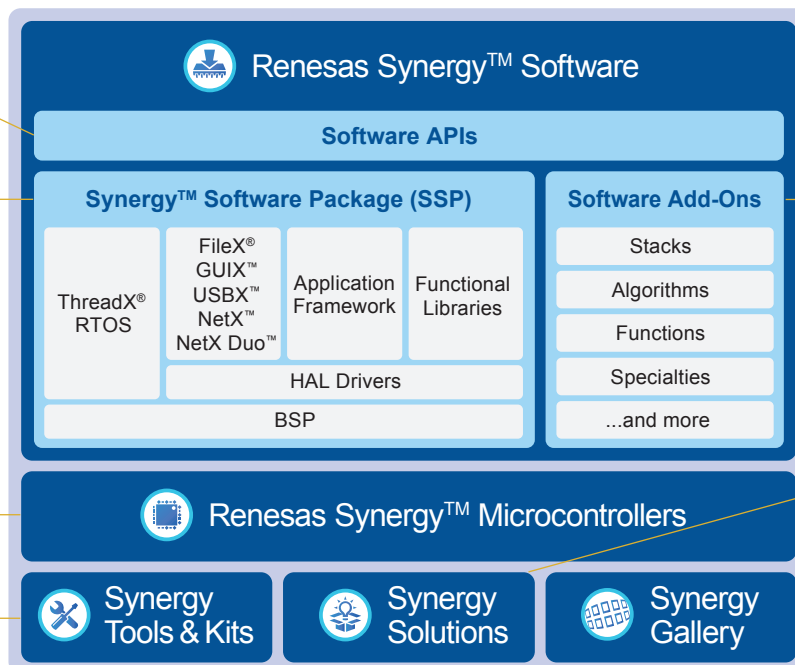 Renesas Synergy™ Software
Software APIs
Synergy™ Software Package (SSP)
ThreadX®
RTOS
FileX®
GUIX™
USBX™
NetX™
NetX Duo™
Application
Framework
Functional
Libraries
HAL Drivers
BSP
Software Add-Ons
Stacks
Algorithms
Functions
Specialties
...and more
Renesas Synergy™ Microcontrollers
Synergy
Tools & Kits
Synergy
Solutions
Synergy
Gallery